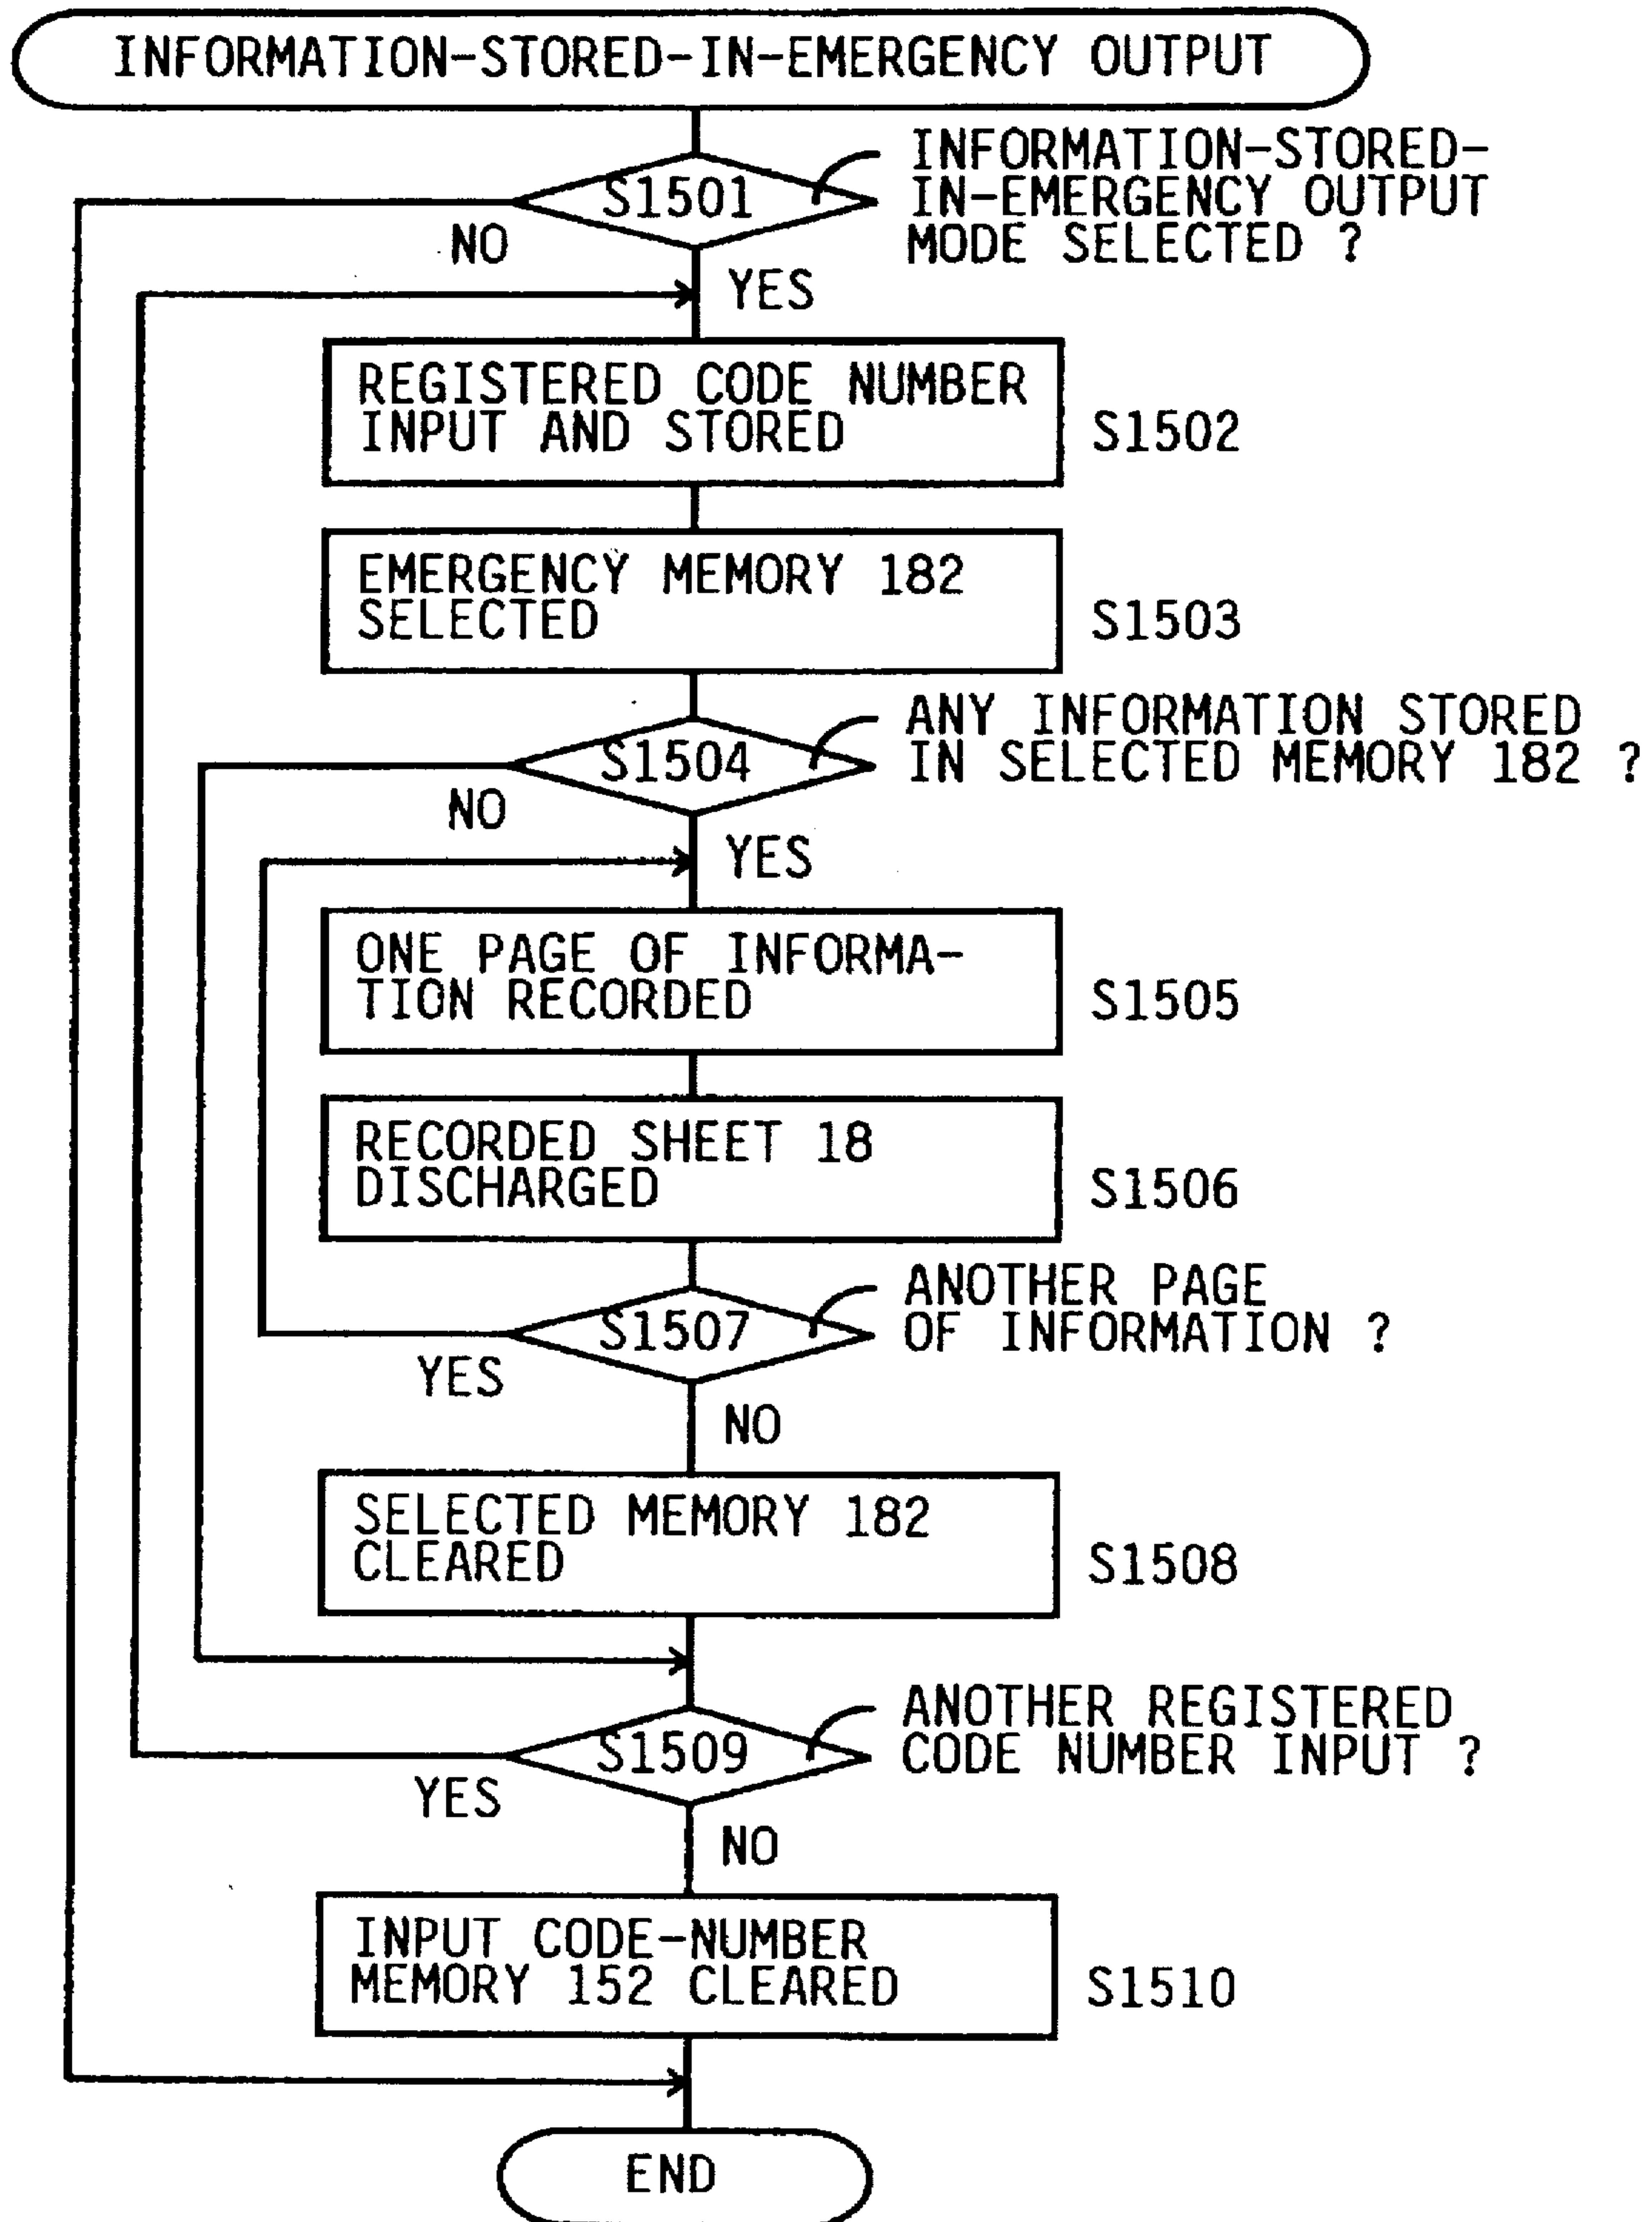 INFORMATION-STORED-IN-EMERGENCY OUTPUT
INFORMATION-STORED-
IN-EMERGENCY OUTPUT
MODE SELECTED ?
S1501
NO
YES
REGISTERED CODE NUMBER
INPUT AND STORED
S1502
EMERGENCY MEMORY 182
SELECTED
S1503
ANY INFORMATION STORED
IN SELECTED MEMORY 182 ?
S1504
NO
YES
ONE PAGE OF INFORMA-
TION RECORDED
S1505
RECORDED SHEET 18
DISCHARGED
S1506
ANOTHER PAGE
OF INFORMATION ?
S1507
YES
NO
SELECTED MEMORY 182
CLEARED
S1508
ANOTHER REGISTERED
CODE NUMBER INPUT ?
S1509
YES
NO
INPUT CODE-NUMBER
MEMORY 152 CLEARED
S1510
END